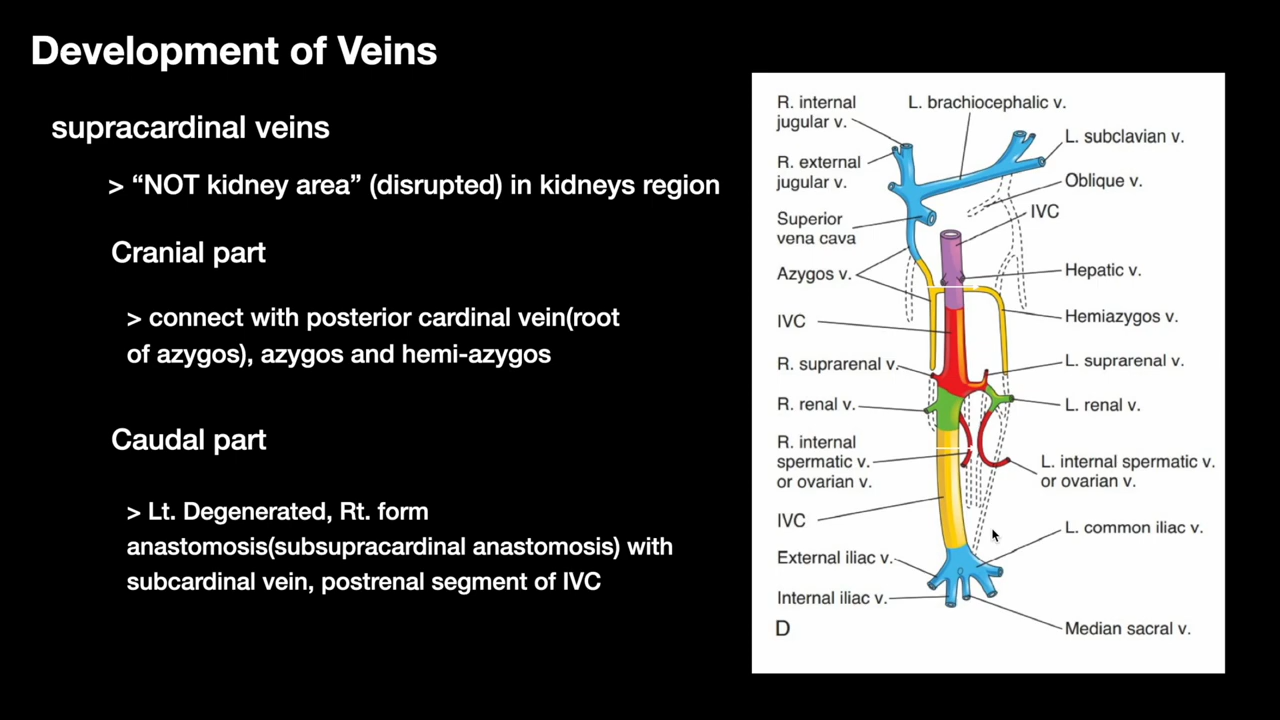 Development of Veins
supracardinal veins
> “NOT kidney area” (disrupted) in kidneys region
Cranial part
> connect with posterior cardinal vein(root
of azygos), azygos and hemi-azygos
Caudal part
> Lt. Degenerated, Rt. form
anastomosis(subsupracardinal anastomosis) with
subcardinal vein, postrenal segment of IVC
R. internal
jugular v.
L. brachiocephalic v.
L. subclavian v.
R. external
jugular v.
Oblique v.
IVC
Superior
vena cava
Azygos v.
Hepatic v.
IVC
Hemiazygos v.
R. suprarenal v.
L. suprarenal v.
R. renal v.
L. renal v.
R. internal
spermatic v.
or ovarian v.
L. internal spermatic v.
or ovarian v.
IVC
L. common iliac v.
External iliac v.
Internal iliac v.
D
Median sacral v.